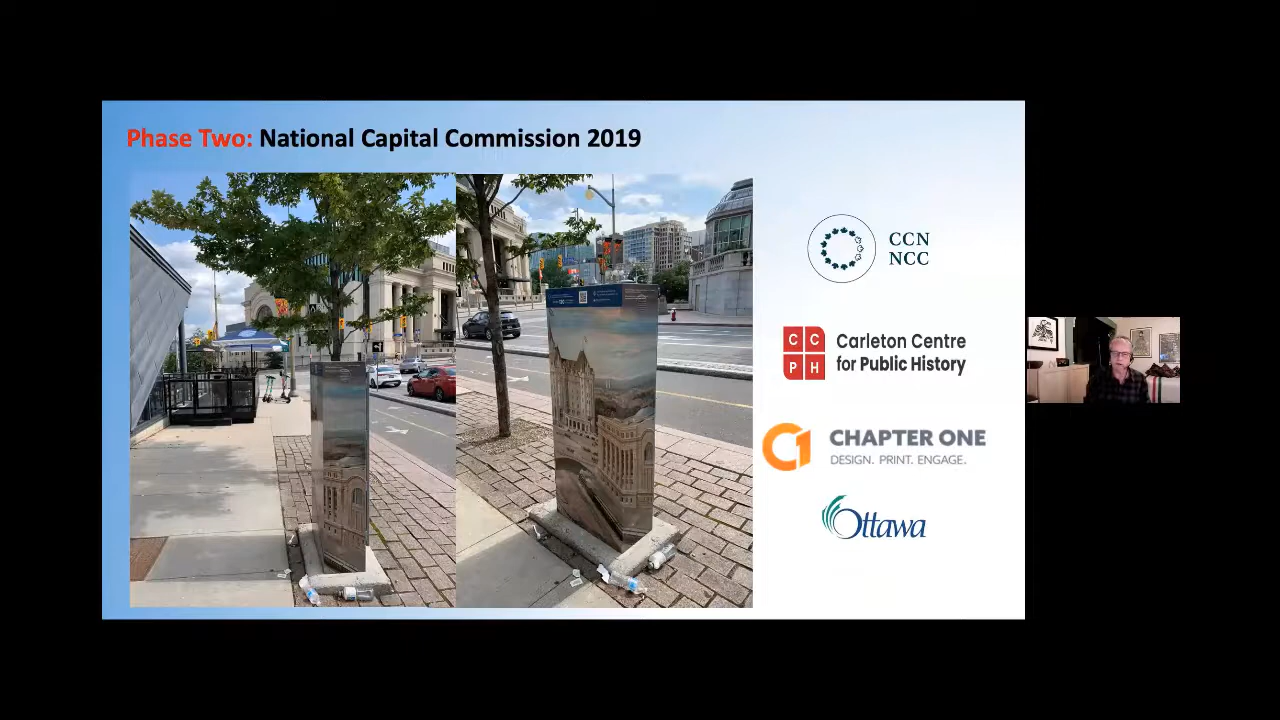 Phase Two: National Capital Commission 2019
CCN
NCC
C C
P H
Carleton Centre
for Public History
CHAPTER ONE
DESIGN. PRINT. ENGAGE.
Ottawa